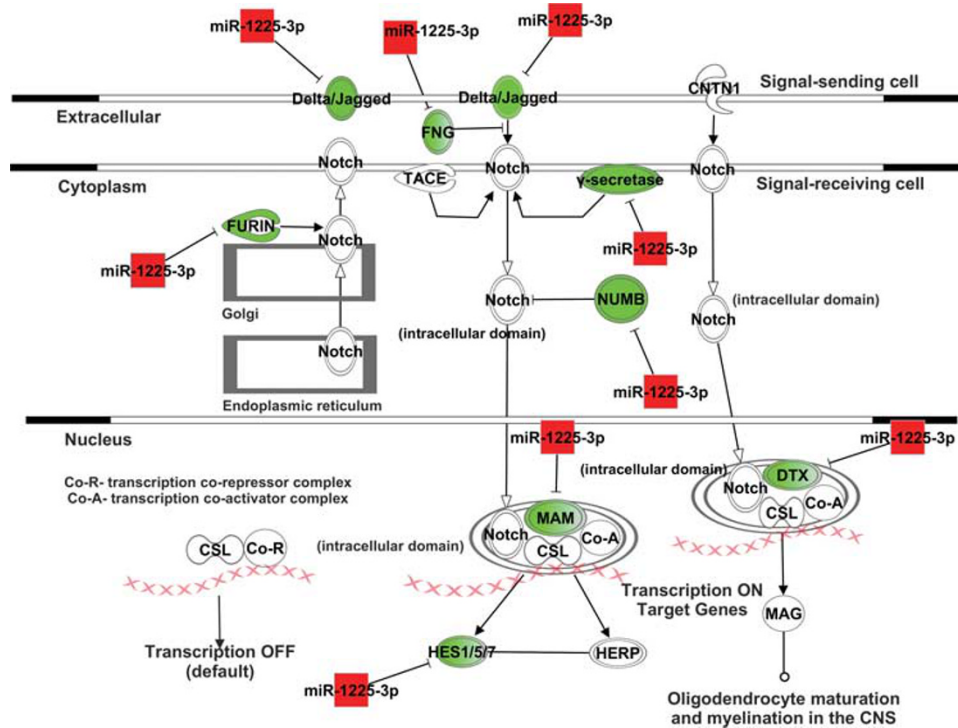 miR-1225-3p
miR-1225-3p
miR-1225-3p
Delta/Jagged
Delta/Jagged
CNTN1
Signal-sending cell
Extracellular
FNG
Notch
TACE
Notch
γ-secretase
Notch
Cytoplasm
Signal-receiving cell
FURIN
Notch
miR-1225-3p
miR-1225-3p
Golgi
Notch
NUMB
(intracellular domain)
(intracellular domain)
Notch
Notch
Endoplasmic reticulum
miR-1225-3p
Nucleus
miR-1225-3p
miR-1225-3p
(intracellular domain)
Co-R- transcription co-repressor complex
Co-A- transcription co-activator complex
Notch
DTX
CSL
Co-A
MAM
Notch
CSL
Co-A
(intracellular domain)
CSL
Co-R
Transcription ON
Target Genes
MAG
Transcription OFF
(default)
HES1/5/7
HERP
miR-1225-3p
Oligodendrocyte maturation
and myelination in the CNS